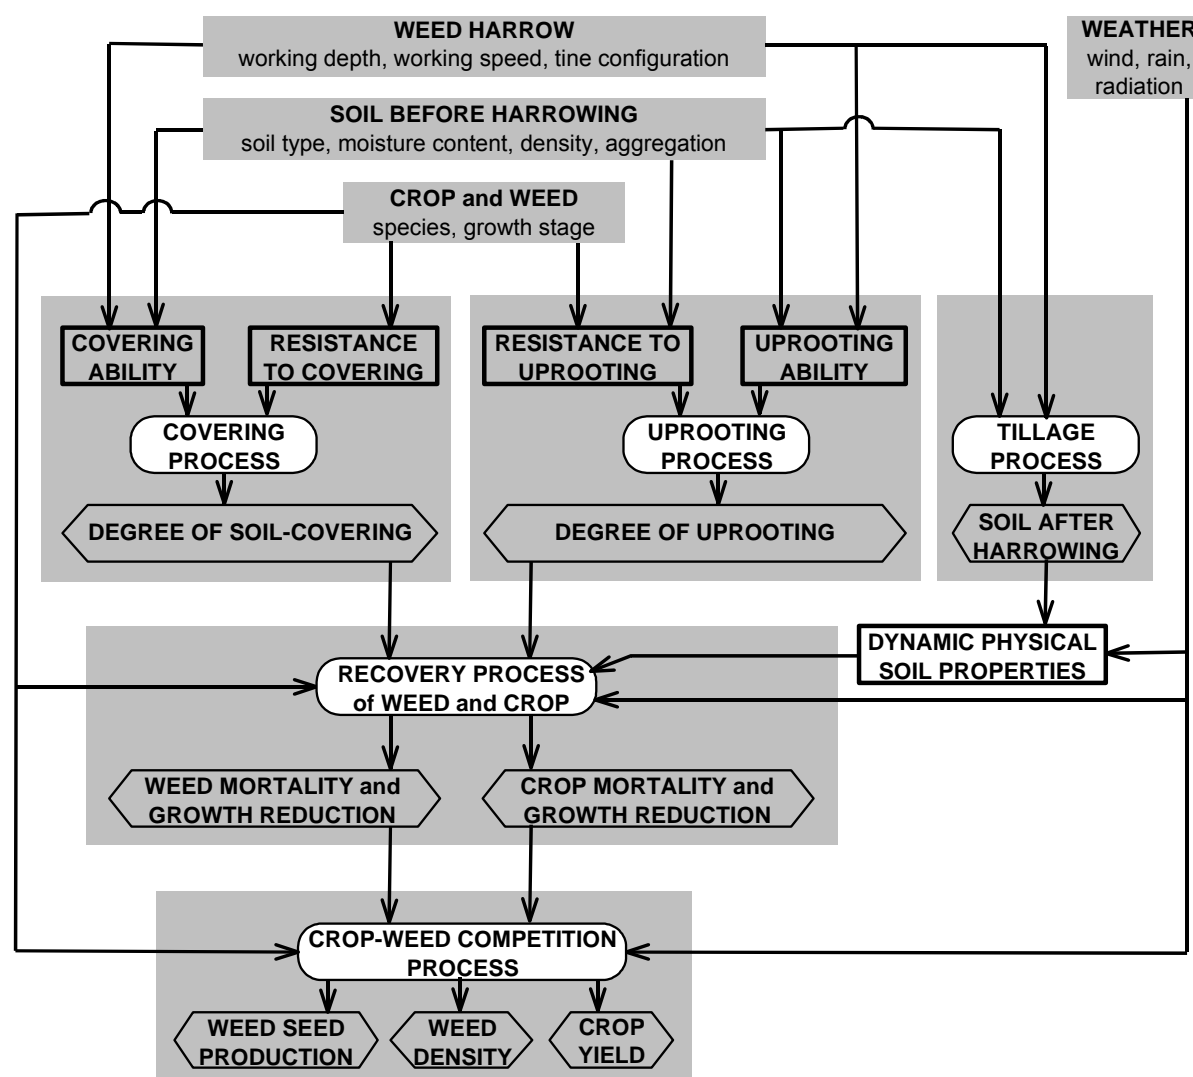 WEED HARROW
working depth, working speed, tine configuration
WEATHER
wind, rain,
radiation
SOIL BEFORE HARROWING
soil type, moisture content, density, aggregation
CROP and WEED
species, growth stage
COVERING
ABILITY
RESISTANCE
TO COVERING
RESISTANCE TO
UPROOTING
UPROOTING
ABILITY
COVERING
PROCESS
UPROOTING
PROCESS
TILLAGE
PROCESS
DEGREE OF SOIL-COVERING
DEGREE OF UPROOTING
SOIL AFTER
HARROWING
DYNAMIC PHYSICAL
SOIL PROPERTIES
RECOVERY PROCESS
of WEED and CROP
WEED MORTALITY and
GROWTH REDUCTION
CROP MORTALITY and
GROWTH REDUCTION
CROP-WEED COMPETITION
PROCESS
WEED SEED
PRODUCTION
WEED
DENSITY
CROP
YIELD